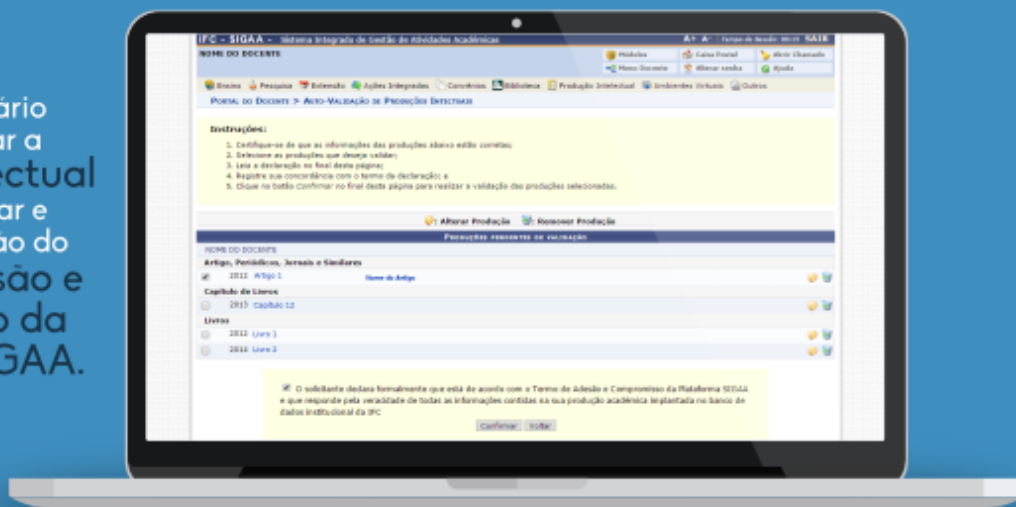 ário
ar a
ectual
ar e
ão do
são e
o da
GAA.
IFC - SIGAA - Sistema Integrado de Gestão de Atividades Acadêmicas
A+ A- Tempo de Sessão: SAIR
NOME DO DOCENTE
Módulos Caixa Postal Abrir Chamado
Menu Docente Alterar senha Ajuda
Ensino Pesquisa Extensão Ações Integradas Convênios Biblioteca Produção Intelectual Ambientes Virtuais Outros
PORTAL DO DOCENTE > AUTO-VALIDAÇÃO DE PRODUÇÕES INTECTUAIS
Instruções:
1. Certifique-se de que as informações das produções abaixo estão corretas;
2. Selecione as produções que deseja validar;
3. Leia a declaração no final desta página;
4. Registre sua concordância com o termo da declaração; e
5. Clique no botão Confirmar no final desta página para realizar a validação das produções selecionadas.
: Alterar Produção : Remover Produção
PRODUÇÕES PENDENTES DE VALIDAÇÃO
NOME DO DOCENTE
Artigo, Periódicos, Jornais e Similares
2012 Artigo 1 Nome do Artigo
Capítulo de Livros
2015 Capítulo 12
Livros
2012 Livro 1
2014 Livro 2
O solicitante declara formalmente que está de acordo com o Termo de Adesão e Compromisso da Plataforma SIGAA
e que responde pela veracidade de todas as informações contidas na sua produção acadêmica implantada no banco de
dados institucional da IFC
Confirmar Voltar